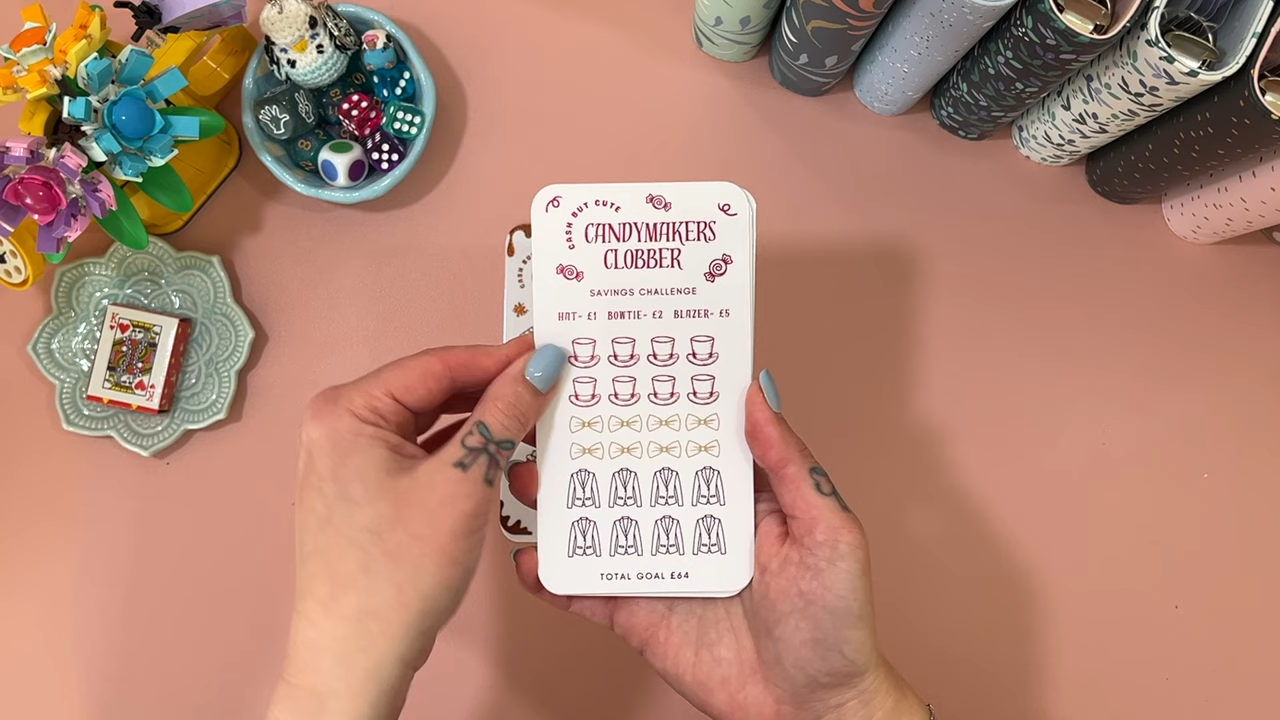 CASH BUT CUTE
CANDYMAKERS
CLOBBER
SAVINGS CHALLENGE
HAT- £1 BOWTIE- £2 BLAZER- £5
TOTAL GOAL £64
K
K